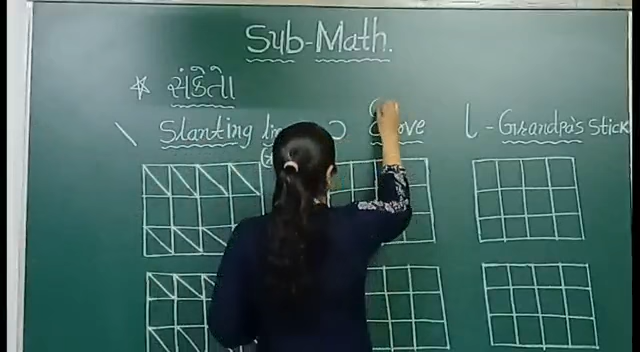 Sub-Math.
☆ સંકેતો
\ Slanting ɔ l - Grandpa's Stick